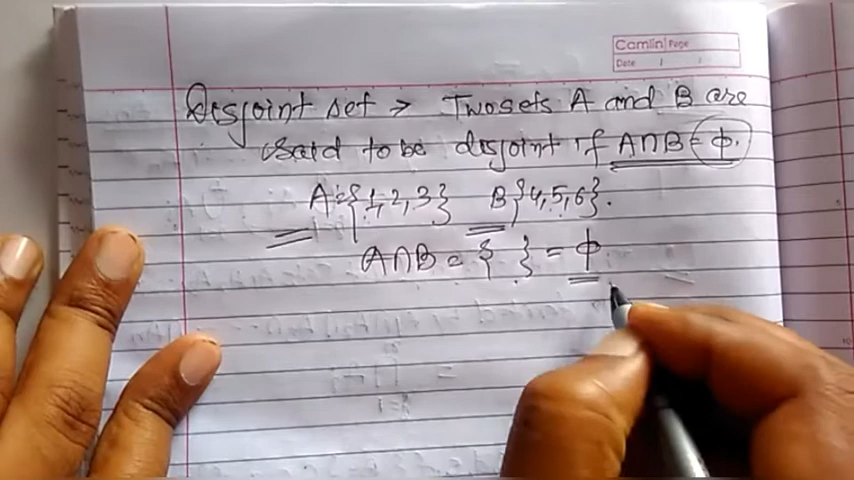 Camlin Page
Date / /
Disjoint set > Two sets A and B are
said to be disjoint if A∩B = ϕ.
A = {1, 2, 3} B {4, 5, 6}.
A∩B = { } = ϕ